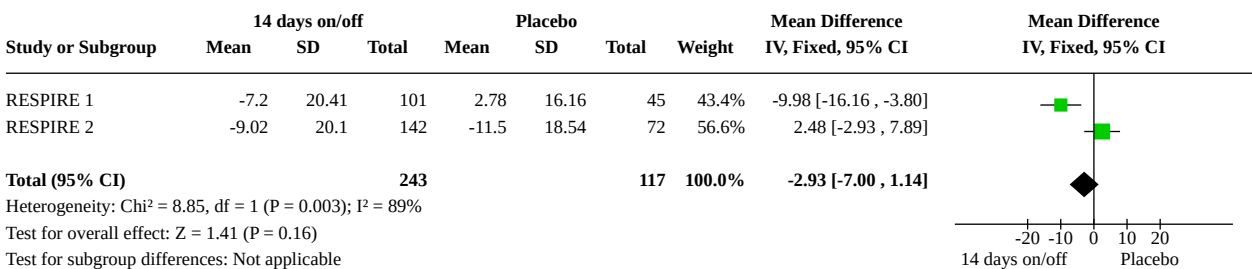 14 days on/off Placebo Mean Difference Mean Difference
Study or Subgroup Mean SD Total Mean SD Total Weight IV, Fixed, 95% CI IV, Fixed, 95% CI
RESPIRE 1 -7.2 20.41 101 2.78 16.16 45 43.4% -9.98 [-16.16 , -3.80]
RESPIRE 2 -9.02 20.1 142 -11.5 18.54 72 56.6% 2.48 [-2.93 , 7.89]
Total (95% CI) 243 117 100.0% -2.93 [-7.00 , 1.14]
Heterogeneity: Chi² = 8.85, df = 1 (P = 0.003); I² = 89%
Test for overall effect: Z = 1.41 (P = 0.16)
-20 -10 0 10 20
Test for subgroup differences: Not applicable
14 days on/off Placebo